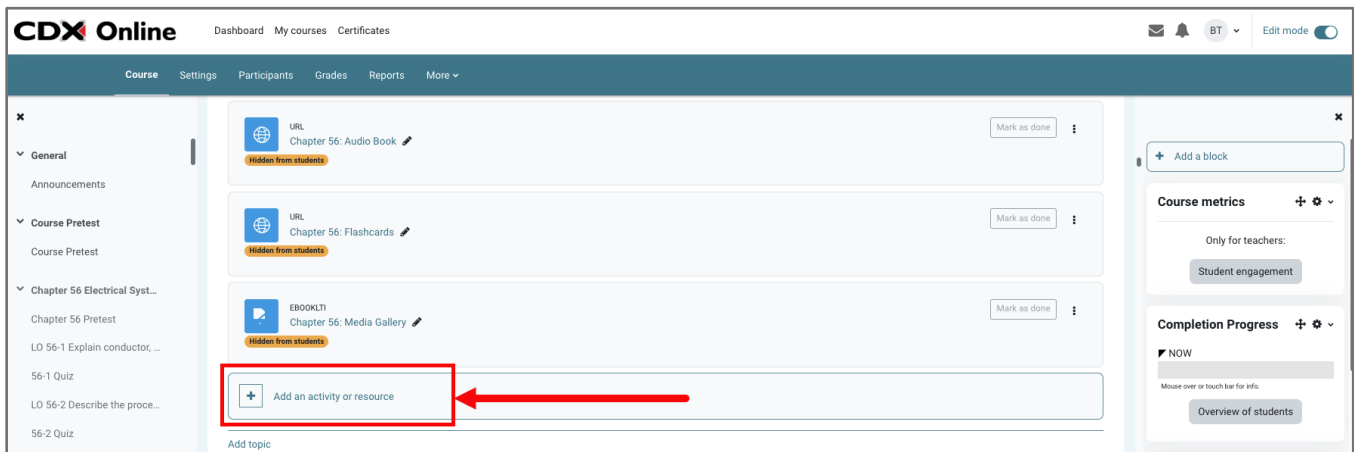 CDX Online
Dashboard My courses Certificates
BT
Edit mode
Course Settings Participants Grades Reports More
General
Announcements
Course Pretest
Course Pretest
Chapter 56 Electrical Syst...
Chapter 56 Pretest
LO 56-1 Explain conductor, ...
56-1 Quiz
LO 56-2 Describe the proce...
56-2 Quiz
URL
Chapter 56: Audio Book
Hidden from students
Mark as done
URL
Chapter 56: Flashcards
Hidden from students
Mark as done
EBOOKLTI
Chapter 56: Media Gallery
Hidden from students
Mark as done
+ Add an activity or resource
Add topic
+ Add a block
Course metrics
Only for teachers:
Student engagement
Completion Progress
NOW
Mouse over or touch bar for info.
Overview of students